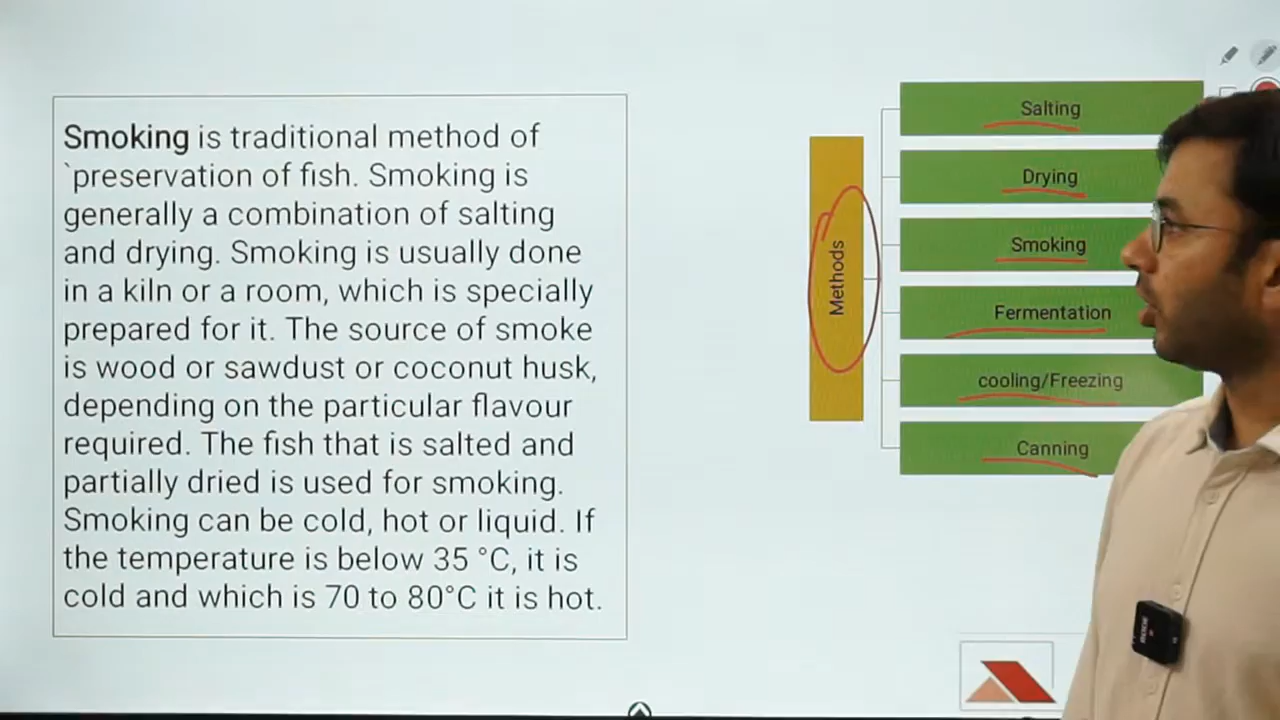 Smoking is traditional method of
`preservation of fish. Smoking is
generally a combination of salting
and drying. Smoking is usually done
in a kiln or a room, which is specially
prepared for it. The source of smoke
is wood or sawdust or coconut husk,
depending on the particular flavour
required. The fish that is salted and
partially dried is used for smoking.
Smoking can be cold, hot or liquid. If
the temperature is below 35 °C, it is
cold and which is 70 to 80°C it is hot.
Methods
Salting
Drying
Smoking
Fermentation
cooling/Freezing
Canning
RODE